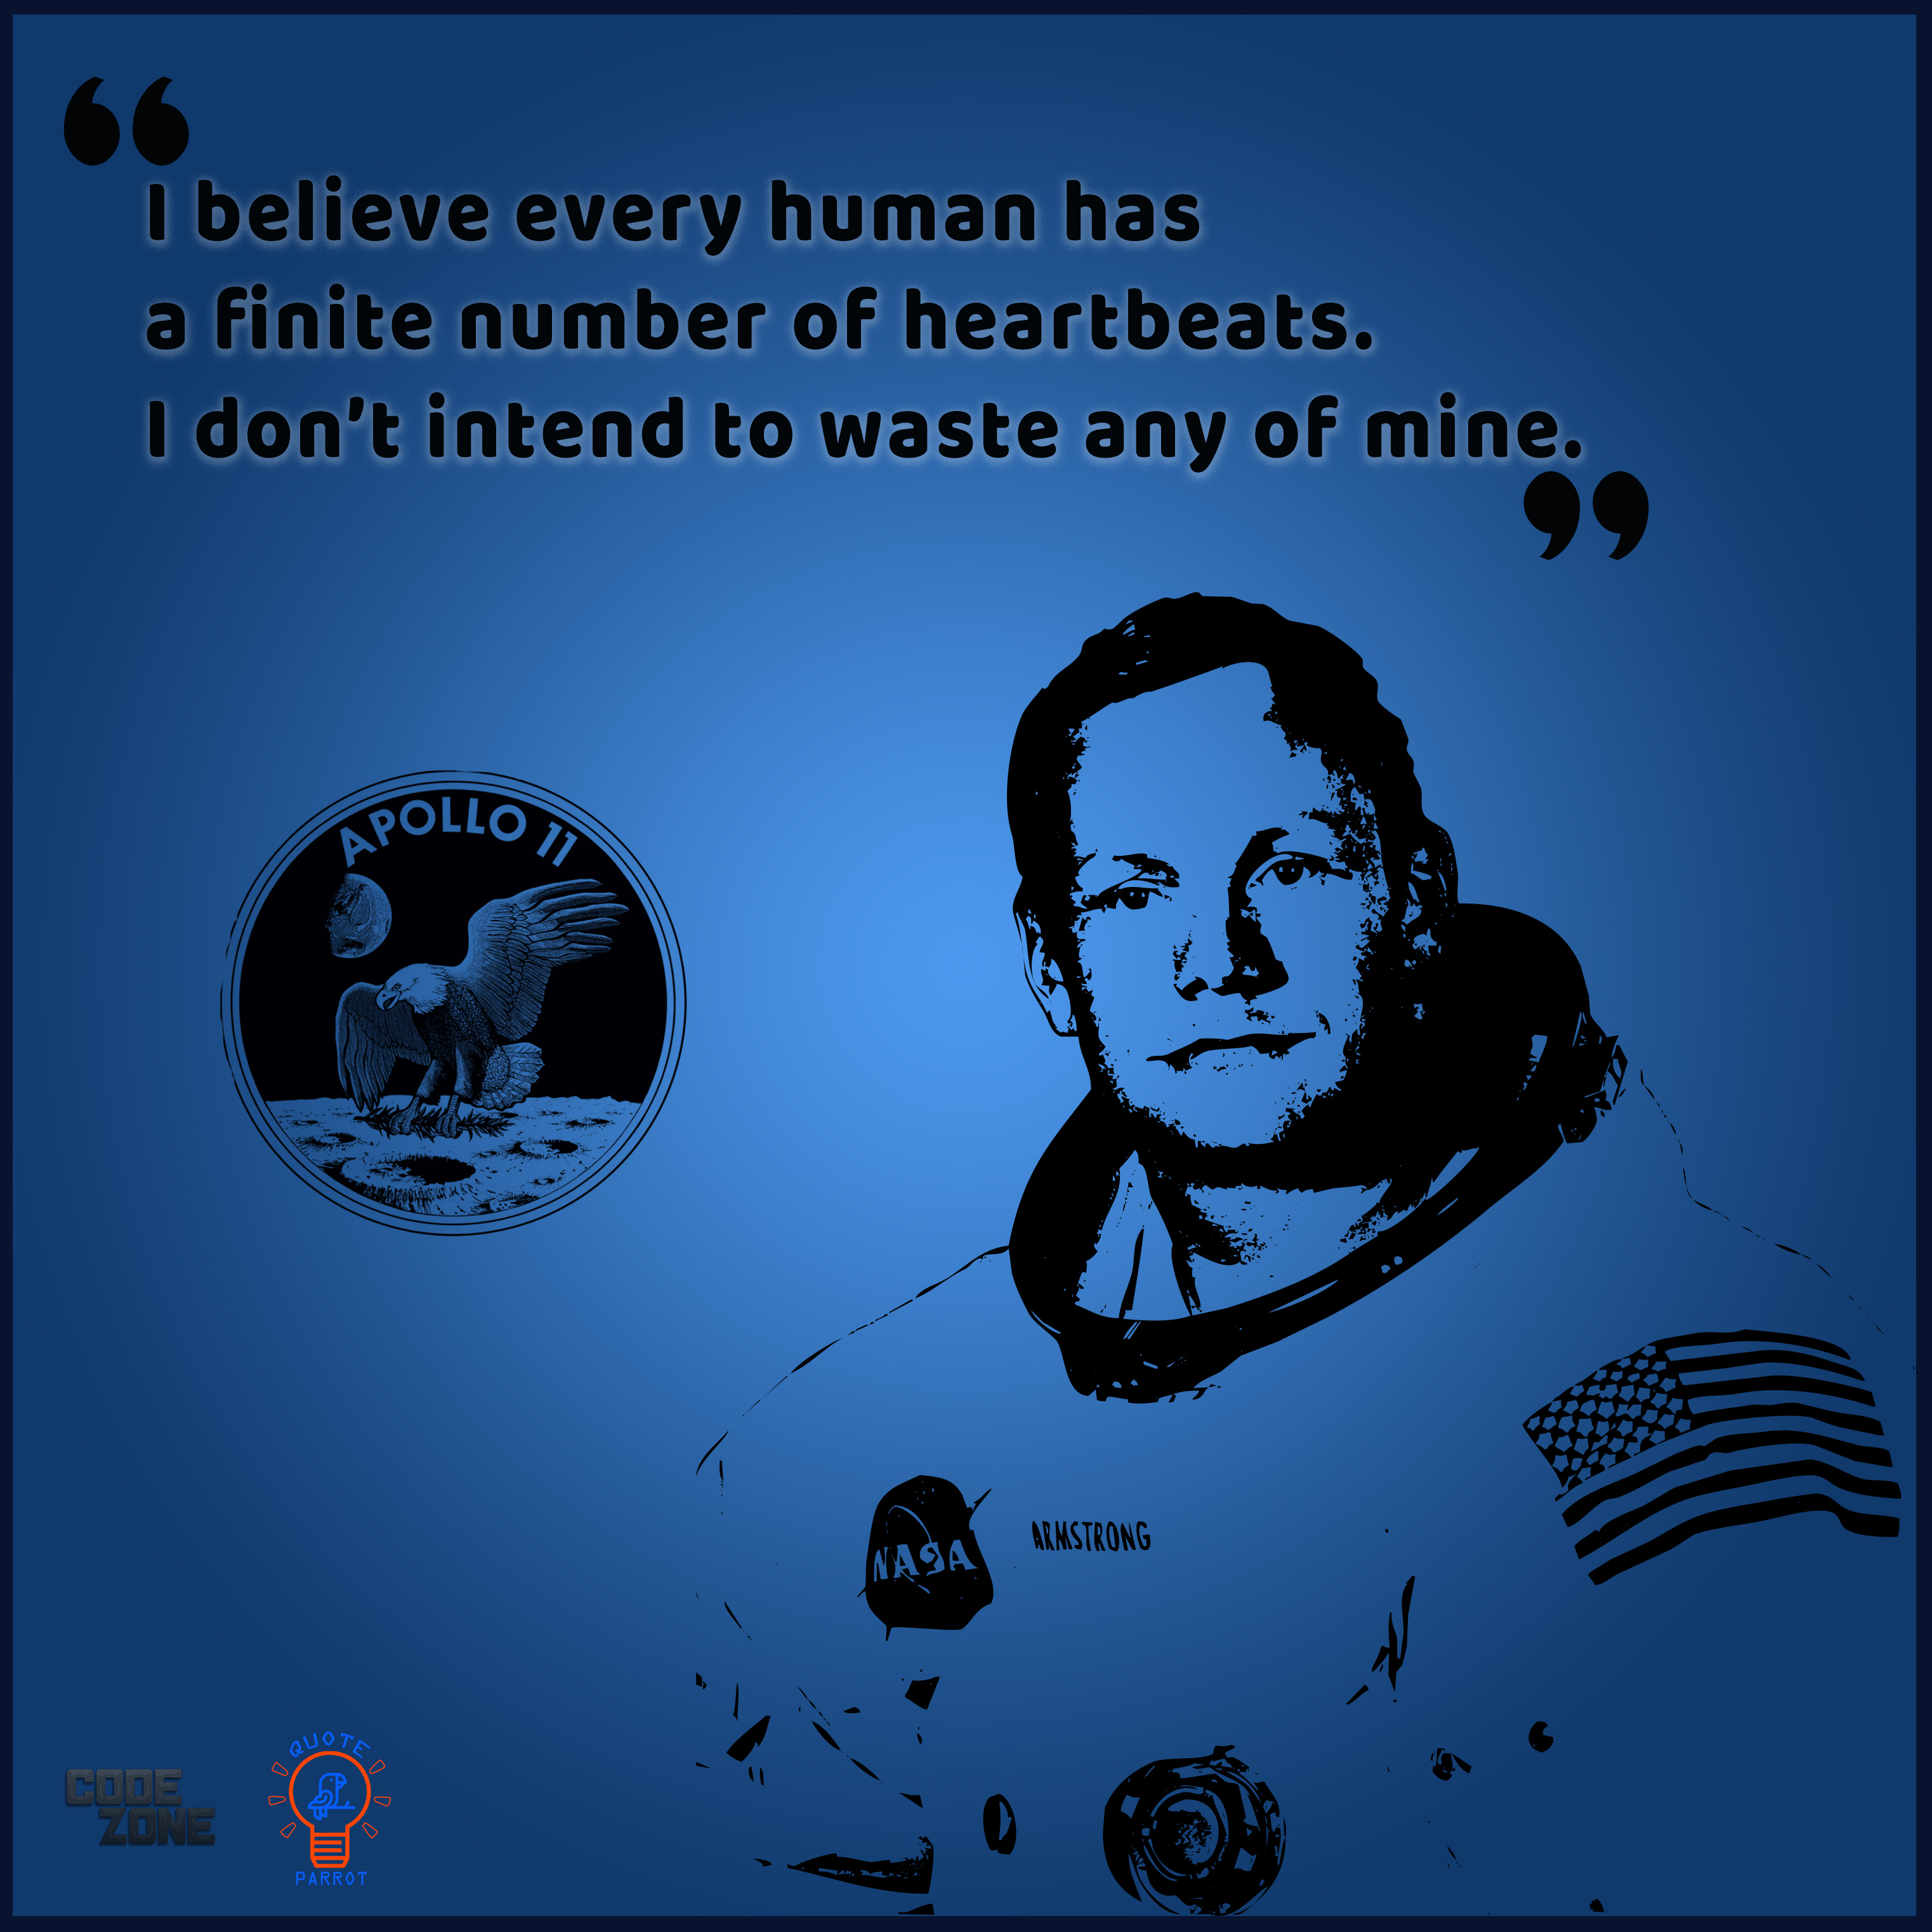 “
I believe every human has
a finite number of heartbeats.
I don’t intend to waste any of mine.
”
APOLLO 11
NASA
ARMSTRONG
CODE
ZONE
QUOTE
PARROT